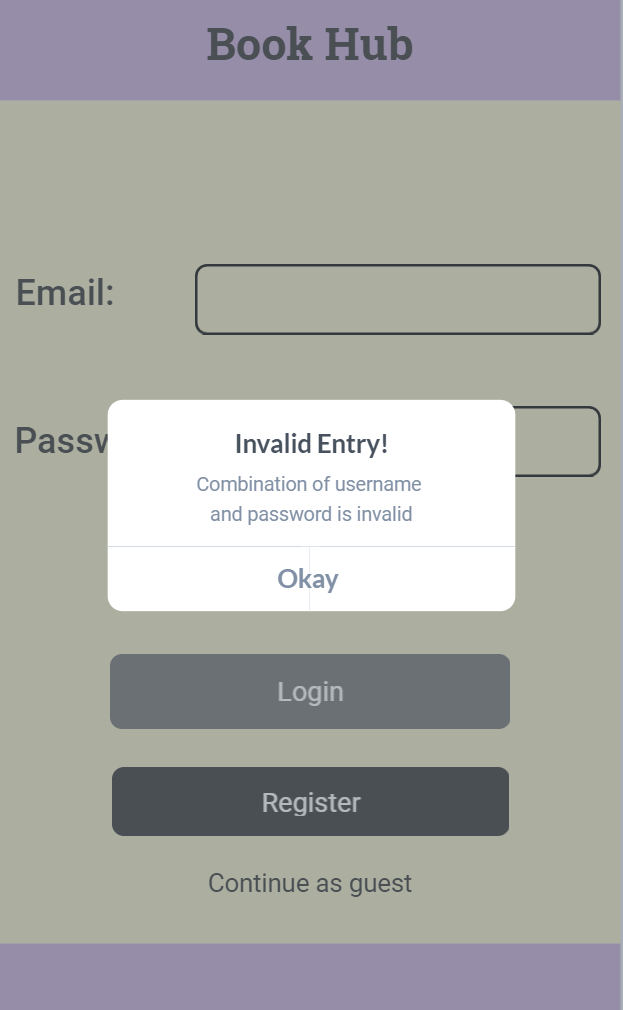 Book Hub
Email:
Passw
Invalid Entry!
Combination of username
and password is invalid
Okay
Login
Register
Continue as guest